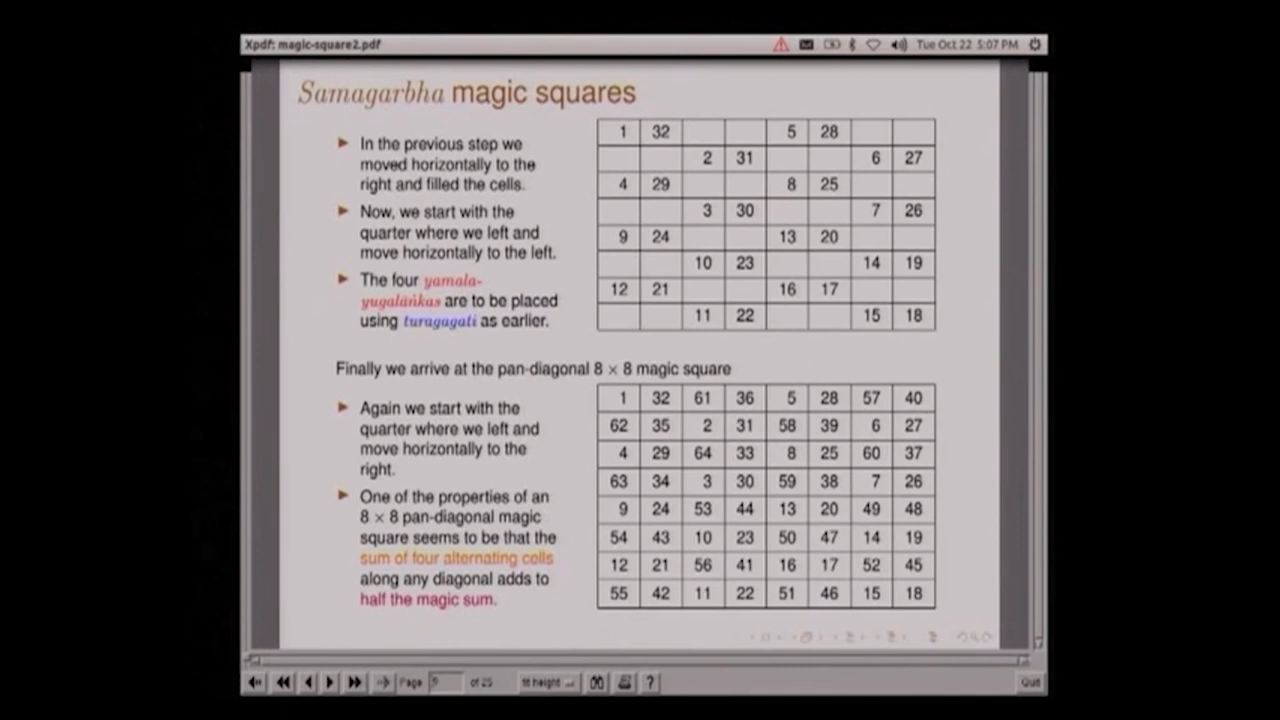 Xpdf: magic-square2.pdf
Tue Oct 22 5:07 PM
Samagarbha magic squares
► In the previous step we
moved horizontally to the
right and filled the cells.
► Now, we start with the
quarter where we left and
move horizontally to the left.
► The four yamala-
yugalāṅkas are to be placed
using turagagati as earlier.
1 32 5 28
2 31 6 27
4 29 8 25
3 30 7 26
9 24 13 20
10 23 14 19
12 21 16 17
11 22 15 18
Finally we arrive at the pan-diagonal 8 × 8 magic square
► Again we start with the
quarter where we left and
move horizontally to the
right.
► One of the properties of an
8 × 8 pan-diagonal magic
square seems to be that the
sum of four alternating cells
along any diagonal adds to
half the magic sum.
1 32 61 36 5 28 57 40
62 35 2 31 58 39 6 27
4 29 64 33 8 25 60 37
63 34 3 30 59 38 7 26
9 24 53 44 13 20 49 48
54 43 10 23 50 47 14 19
12 21 56 41 16 17 52 45
55 42 11 22 51 46 15 18
Page 9 of 25 fit height ? Quit